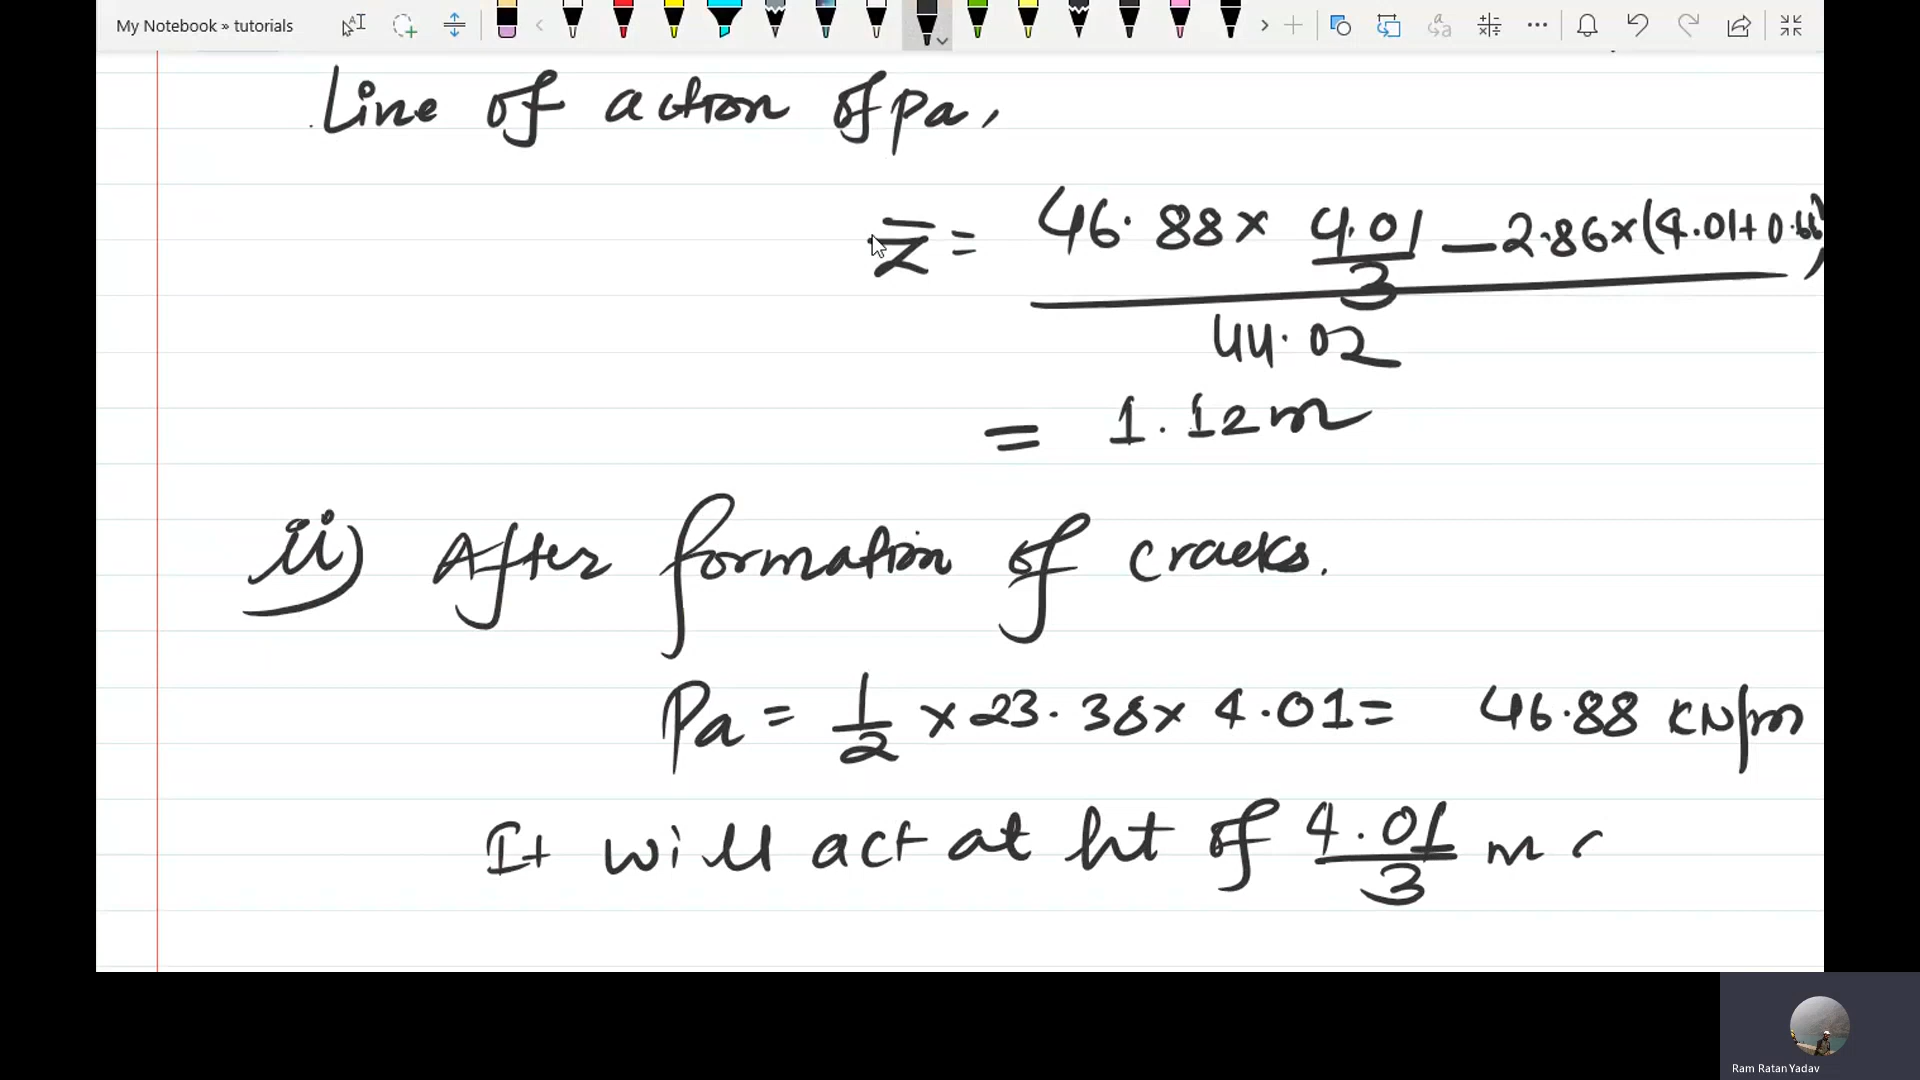 My Notebook » tutorials
Line of action of Pa,
z̅ = 46.88 × 4.01/3 – 2.86×(4.01+0.66)
44.02
= 1.12m
ii) After formation of cracks.
Pa = 1/2 × 23.38 × 4.01 = 46.88 KN/m
It will act at ht of 4.01/3 m
Ram Ratan Yadav